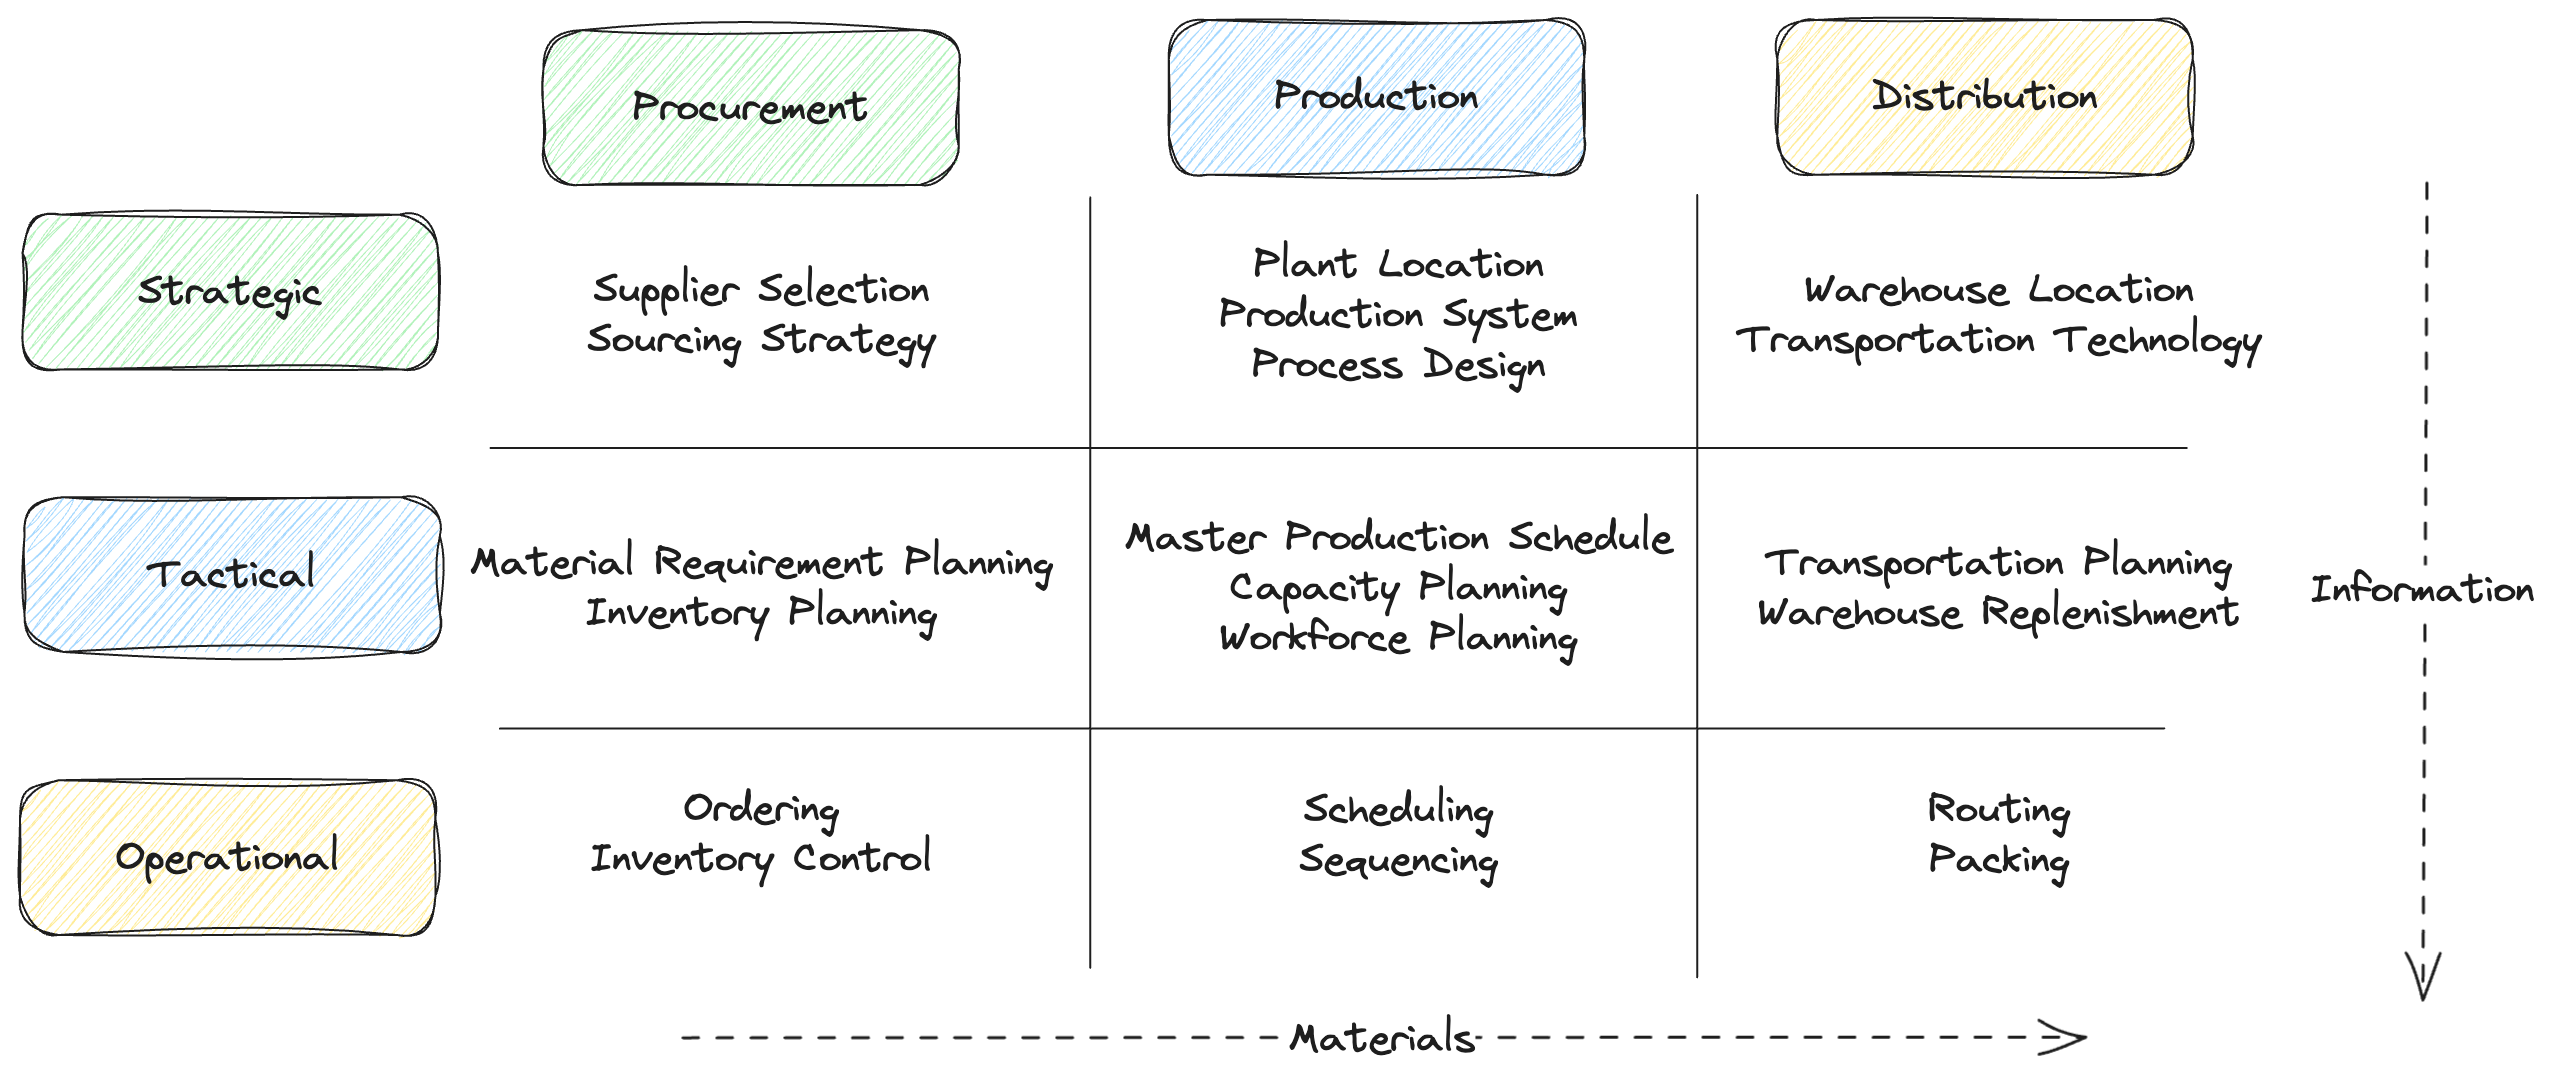 Procurement
Production
Distribution
Strategic
Supplier Selection
Sourcing Strategy
Plant Location
Production System
Process Design
Warehouse Location
Transportation Technology
Tactical
Material Requirement Planning
Inventory Planning
Master Production Schedule
Capacity Planning
Workforce Planning
Transportation Planning
Warehouse Replenishment
Information
Operational
Ordering
Inventory Control
Scheduling
Sequencing
Routing
Packing
Materials